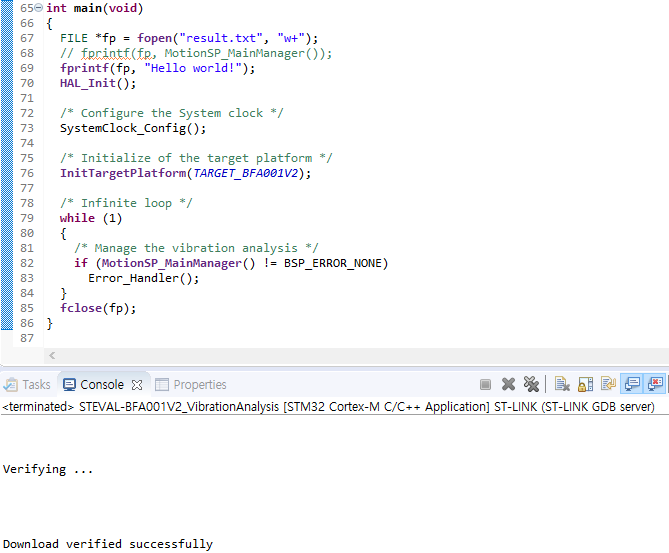 65 int main(void)
66 {
67 FILE *fp = fopen("result.txt", "w+");
68 // fprintf(fp, MotionSP_MainManager());
69 fprintf(fp, "Hello world!");
70 HAL_Init();
71
72 /* Configure the System clock */
73 SystemClock_Config();
74
75 /* Initialize of the target platform */
76 InitTargetPlatform(TARGET_BFA001V2);
77
78 /* Infinite loop */
79 while (1)
80 {
81 /* Manage the vibration analysis */
82 if (MotionSP_MainManager() != BSP_ERROR_NONE)
83 Error_Handler();
84 }
85 fclose(fp);
86 }
87
Tasks Console Properties
<terminated> STEVAL-BFA001V2_VibrationAnalysis [STM32 Cortex-M C/C++ Application] ST-LINK (ST-LINK GDB server)
Verifying ...
Download verified successfully